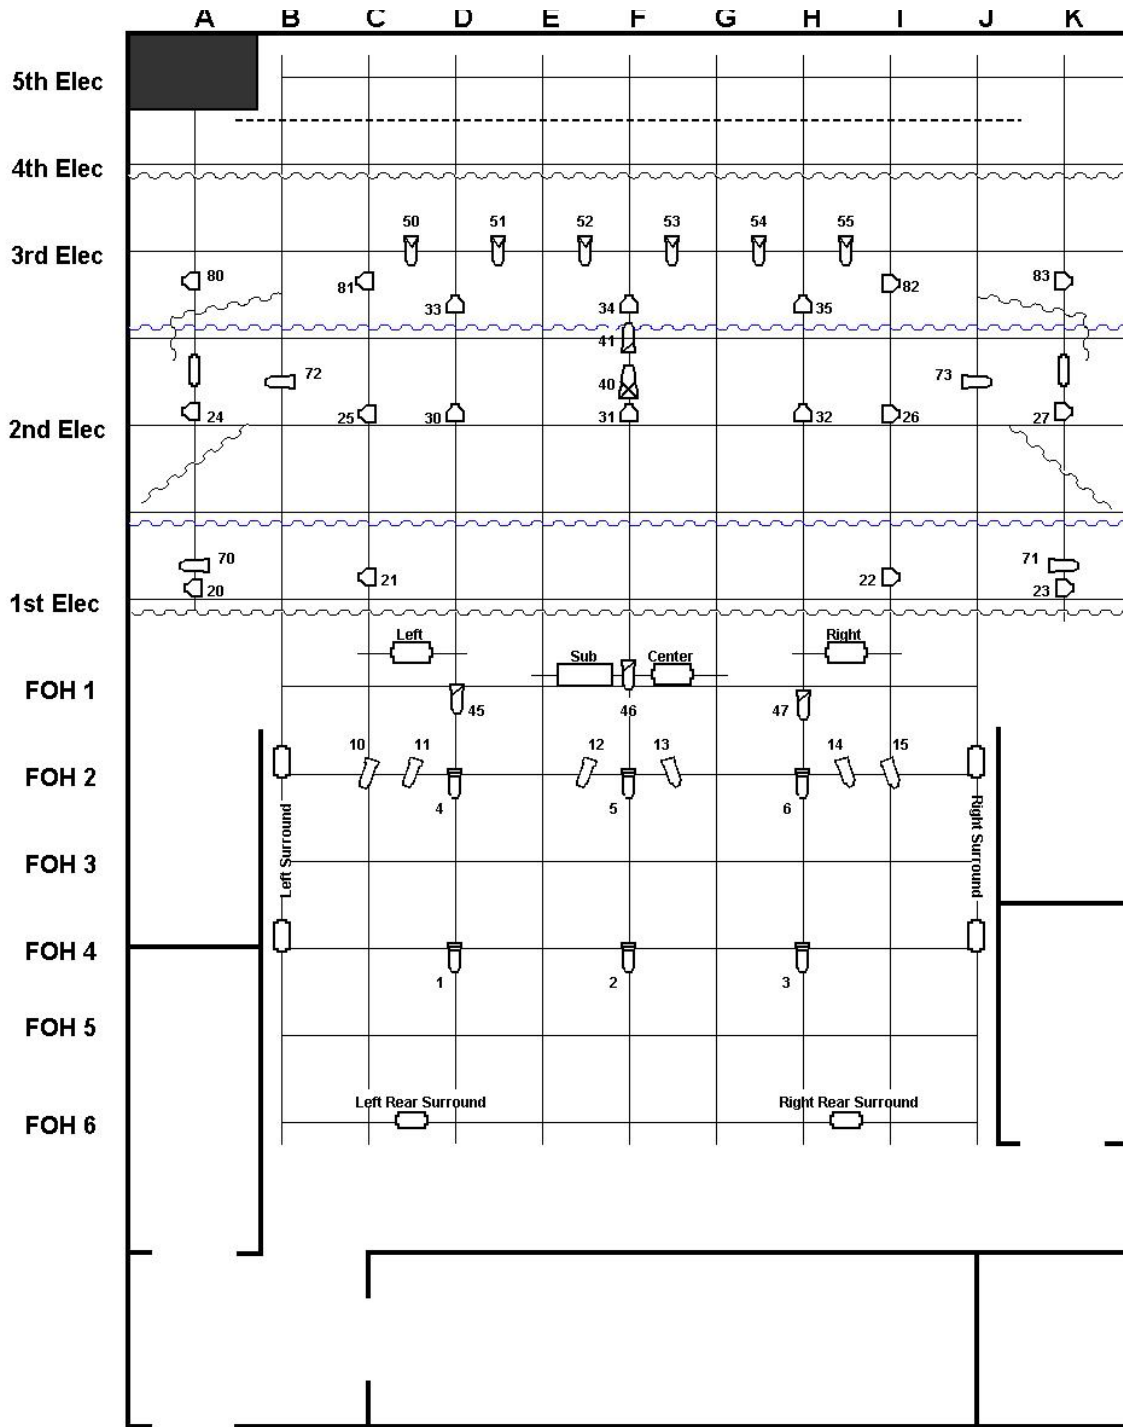 A B C D E F G H I J K
5th Elec
4th Elec
50 51 52 53 54 55
3rd Elec
80 81 82 83
33 34 35
41
72 40 73
24 25 30 31 32 26 27
2nd Elec
70 71
20 21 22 23
1st Elec
Left Right
Sub Center
FOH 1
45 46 47
10 11 12 13 14 15
FOH 2
4 5 6
Left Surround Right Surround
FOH 3
FOH 4
1 2 3
FOH 5
Left Rear Surround Right Rear Surround
FOH 6